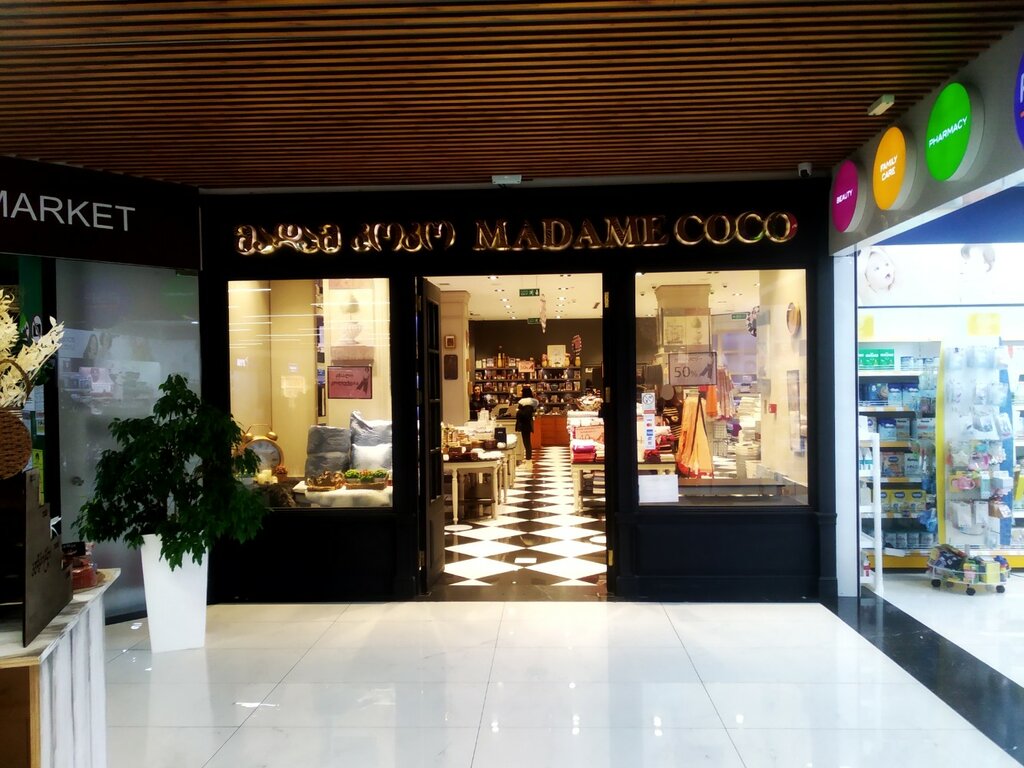 MARKET
მადამ კოკო MADAME COCO
BEAUTY
FAMILY
CARE
PHARMACY
50%